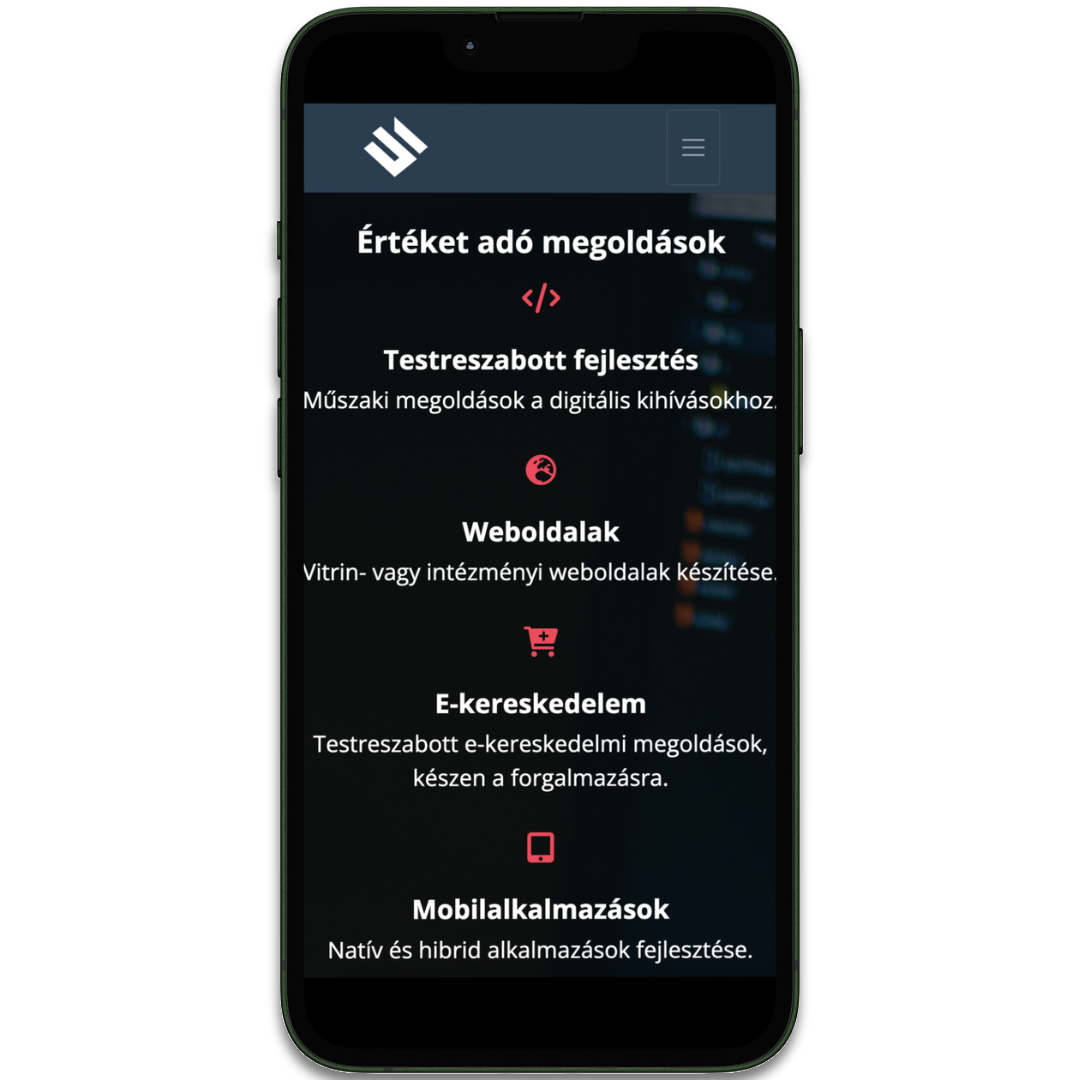 Értéket adó megoldások
Testreszabott fejlesztés
Műszaki megoldások a digitális kihívásokhoz.
Weboldalak
Vitrin- vagy intézményi weboldalak készítése.
E-kereskedelem
Testreszabott e-kereskedelmi megoldások,
készen a forgalmazásra.
Mobilalkalmazások
Natív és hibrid alkalmazások fejlesztése.